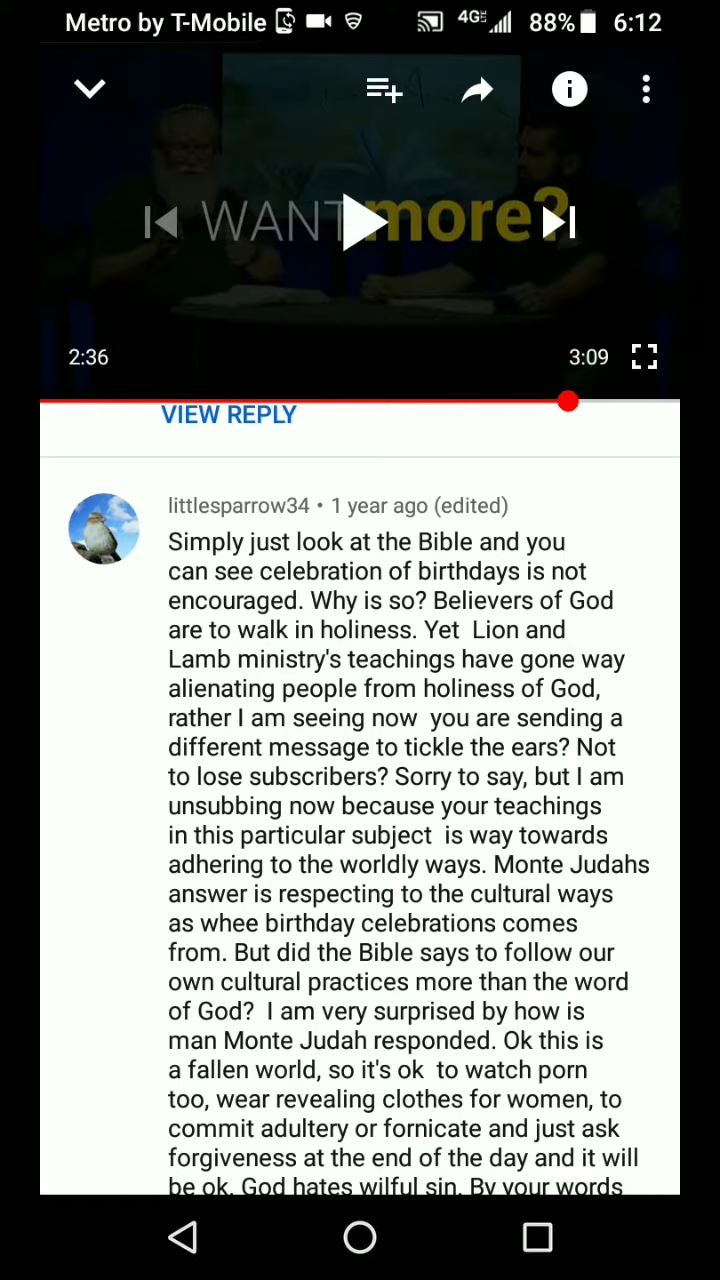 Metro by T-Mobile 4G 88% 6:12
WANT more?
2:36 3:09
VIEW REPLY
littlesparrow34 • 1 year ago (edited)
Simply just look at the Bible and you
can see celebration of birthdays is not
encouraged. Why is so? Believers of God
are to walk in holiness. Yet  Lion and
Lamb ministry's teachings have gone way
alienating people from holiness of God,
rather I am seeing now  you are sending a
different message to tickle the ears? Not
to lose subscribers? Sorry to say, but I am
unsubbing now because your teachings
in this particular subject  is way towards
adhering to the worldly ways. Monte Judahs
answer is respecting to the cultural ways
as whee birthday celebrations comes
from. But did the Bible says to follow our
own cultural practices more than the word
of God?  I am very surprised by how is
man Monte Judah responded. Ok this is
a fallen world, so it's ok  to watch porn
too, wear revealing clothes for women, to
commit adultery or fornicate and just ask
forgiveness at the end of the day and it will
be ok. God hates wilful sin. By your words